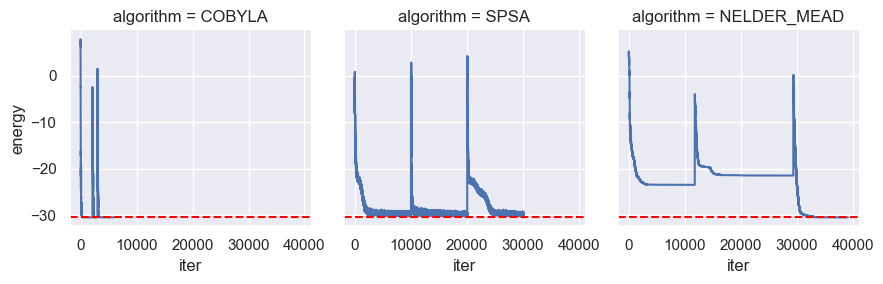 algorithm = COBYLA
algorithm = SPSA
algorithm = NELDER_MEAD
energy
0
−10
−20
−30
0 10000 20000 30000 40000
0 10000 20000 30000 40000
0 10000 20000 30000 40000
iter
iter
iter